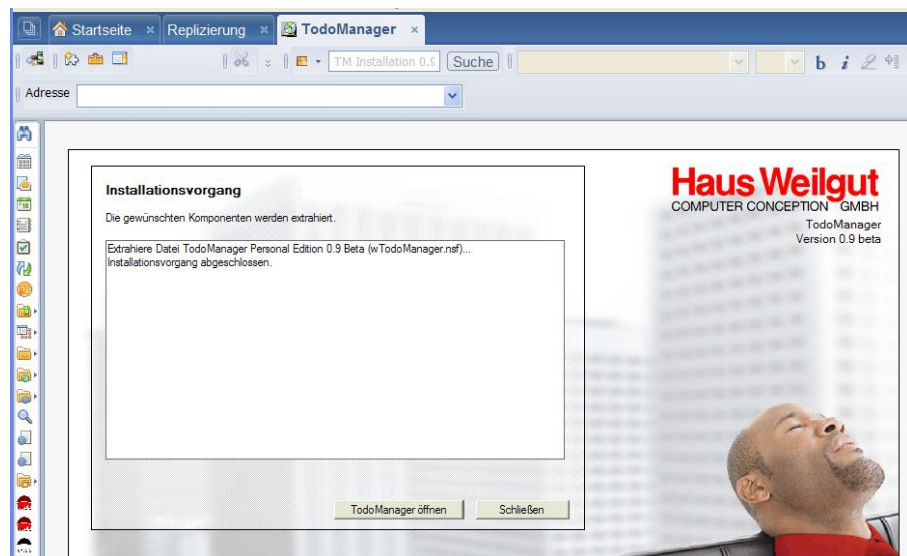 Startseite × Replizierung × TodoManager ×
TM Installation 0.9 Suche b i
Adresse
Haus Weilgut
COMPUTER CONCEPTION GMBH
TodoManager
Version 0.9 beta
Installationsvorgang
Die gewünschten Komponenten werden extrahiert.
Extrahiere Datei TodoManager Personal Edition 0.9 Beta (wTodoManager.nsf)...
Installationsvorgang abgeschlossen.
TodoManager öffnen Schließen